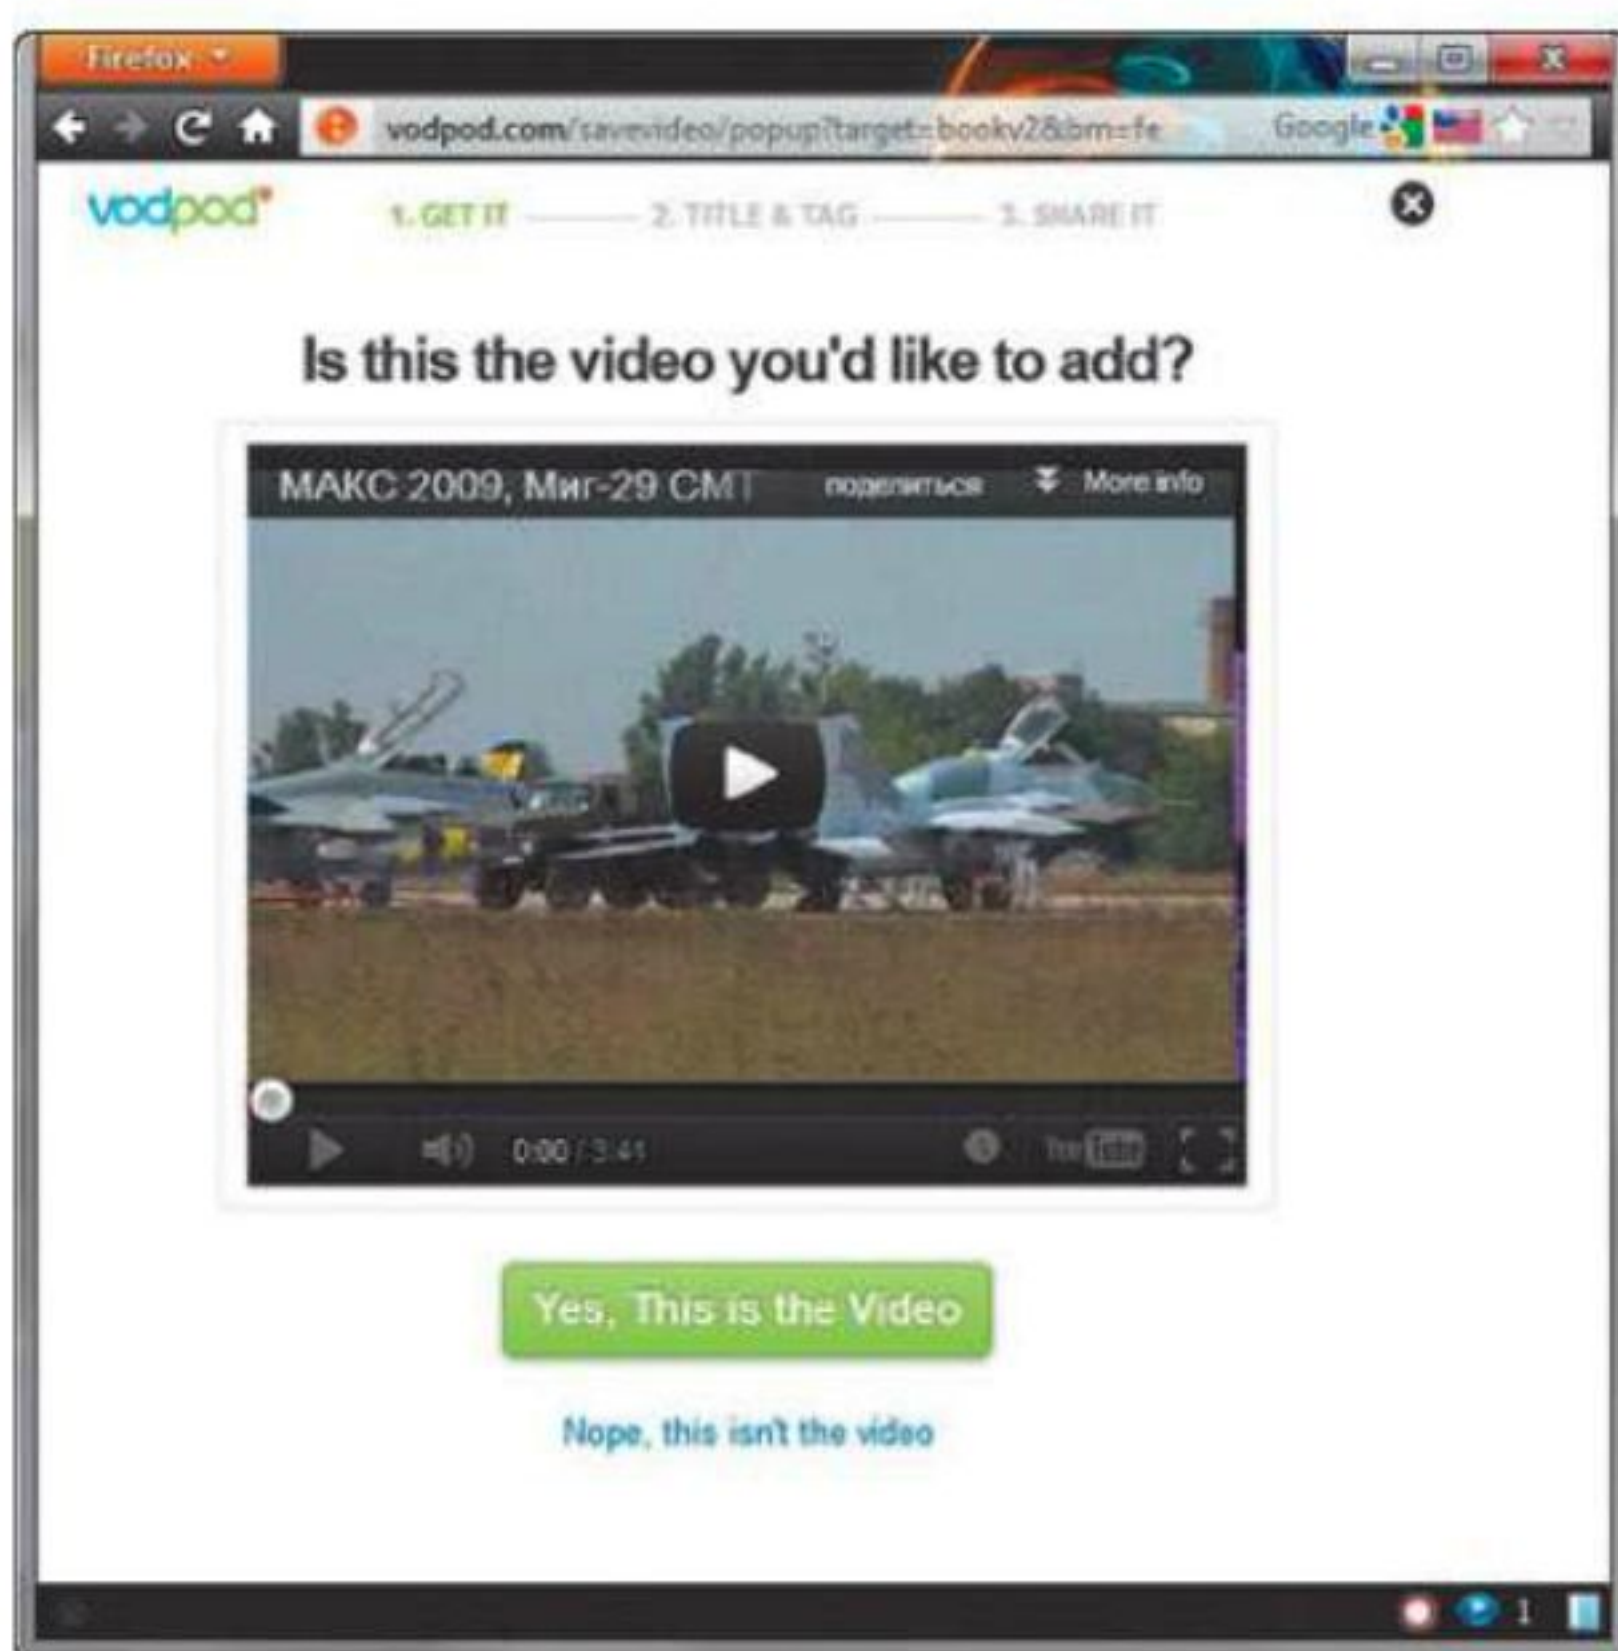 Firefox
vodpod.com/savevideo/popup?target=bookv2&bm=fe Google
vodpod 1. GET IT 2. TITLE & TAG 3. SHARE IT
Is this the video you'd like to add?
МАКС 2009, Миг-29 СМТ поделиться More info
0:00 / 3:41 YouTube
Yes, This is the Video
Nope, this isn't the video
1